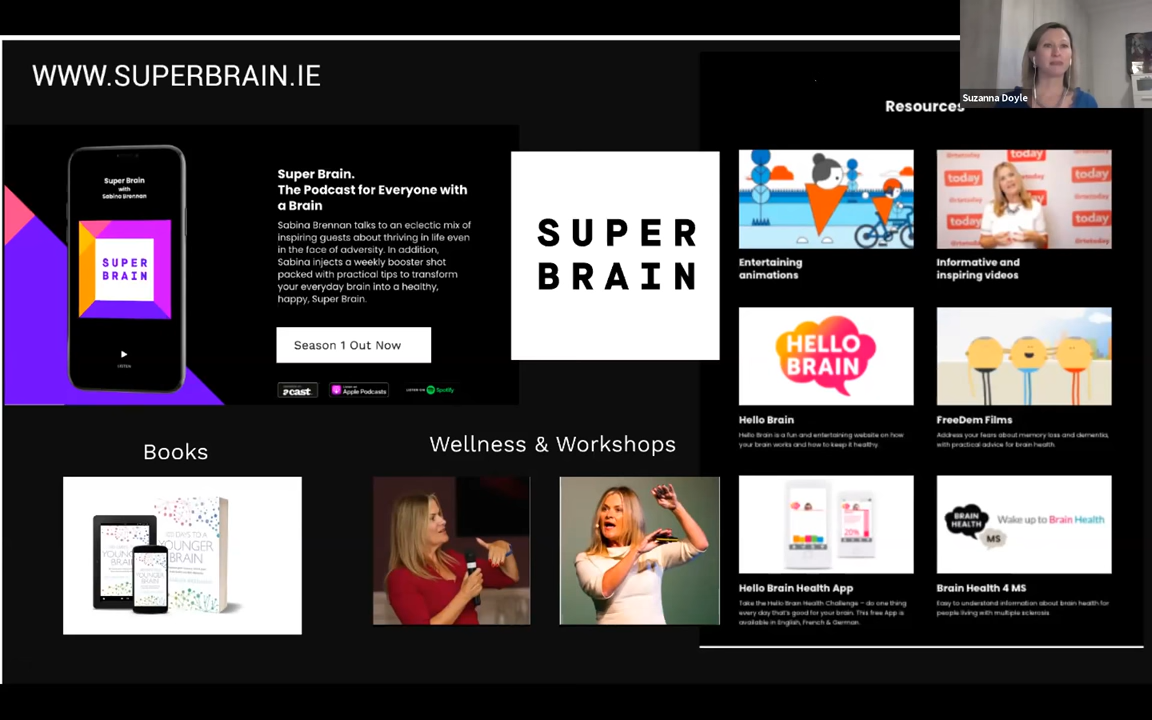 WWW.SUPERBRAIN.IE
Super Brain
with
Sabina Brennan
SUPER
BRAIN
LISTEN
Super Brain.
The Podcast for Everyone with
a Brain
Sabina Brennan talks to an eclectic mix of
inspiring guests about thriving in life even
in the face of adversity. In addition,
Sabina injects a weekly booster shot
packed with practical tips to transform
your everyday brain into a healthy,
happy, Super Brain.
Season 1 Out Now
acast
Apple Podcasts
LISTEN ON Spotify
SUPER
BRAIN
Books
YOUNGER
BRAIN
Wellness & Workshops
Suzanna Doyle
Resources
Entertaining
animations
today
today
today
today
today
Informative and
inspiring videos
HELLO
BRAIN
Hello Brain
Hello Brain is a fun and entertaining website on how
your brain works and how to keep it healthy.
FreeDem Films
Address your fears about memory loss and dementia,
with practical advice for brain health.
20%
Hello Brain Health App
Take the Hello Brain Health Challenge – do one thing
every day that's good for your brain. This free App is
available in English, French & German.
BRAIN
HEALTH
MS
Wake up to Brain Health
Brain Health 4 MS
Easy to understand information about brain health for
people living with multiple sclerosis